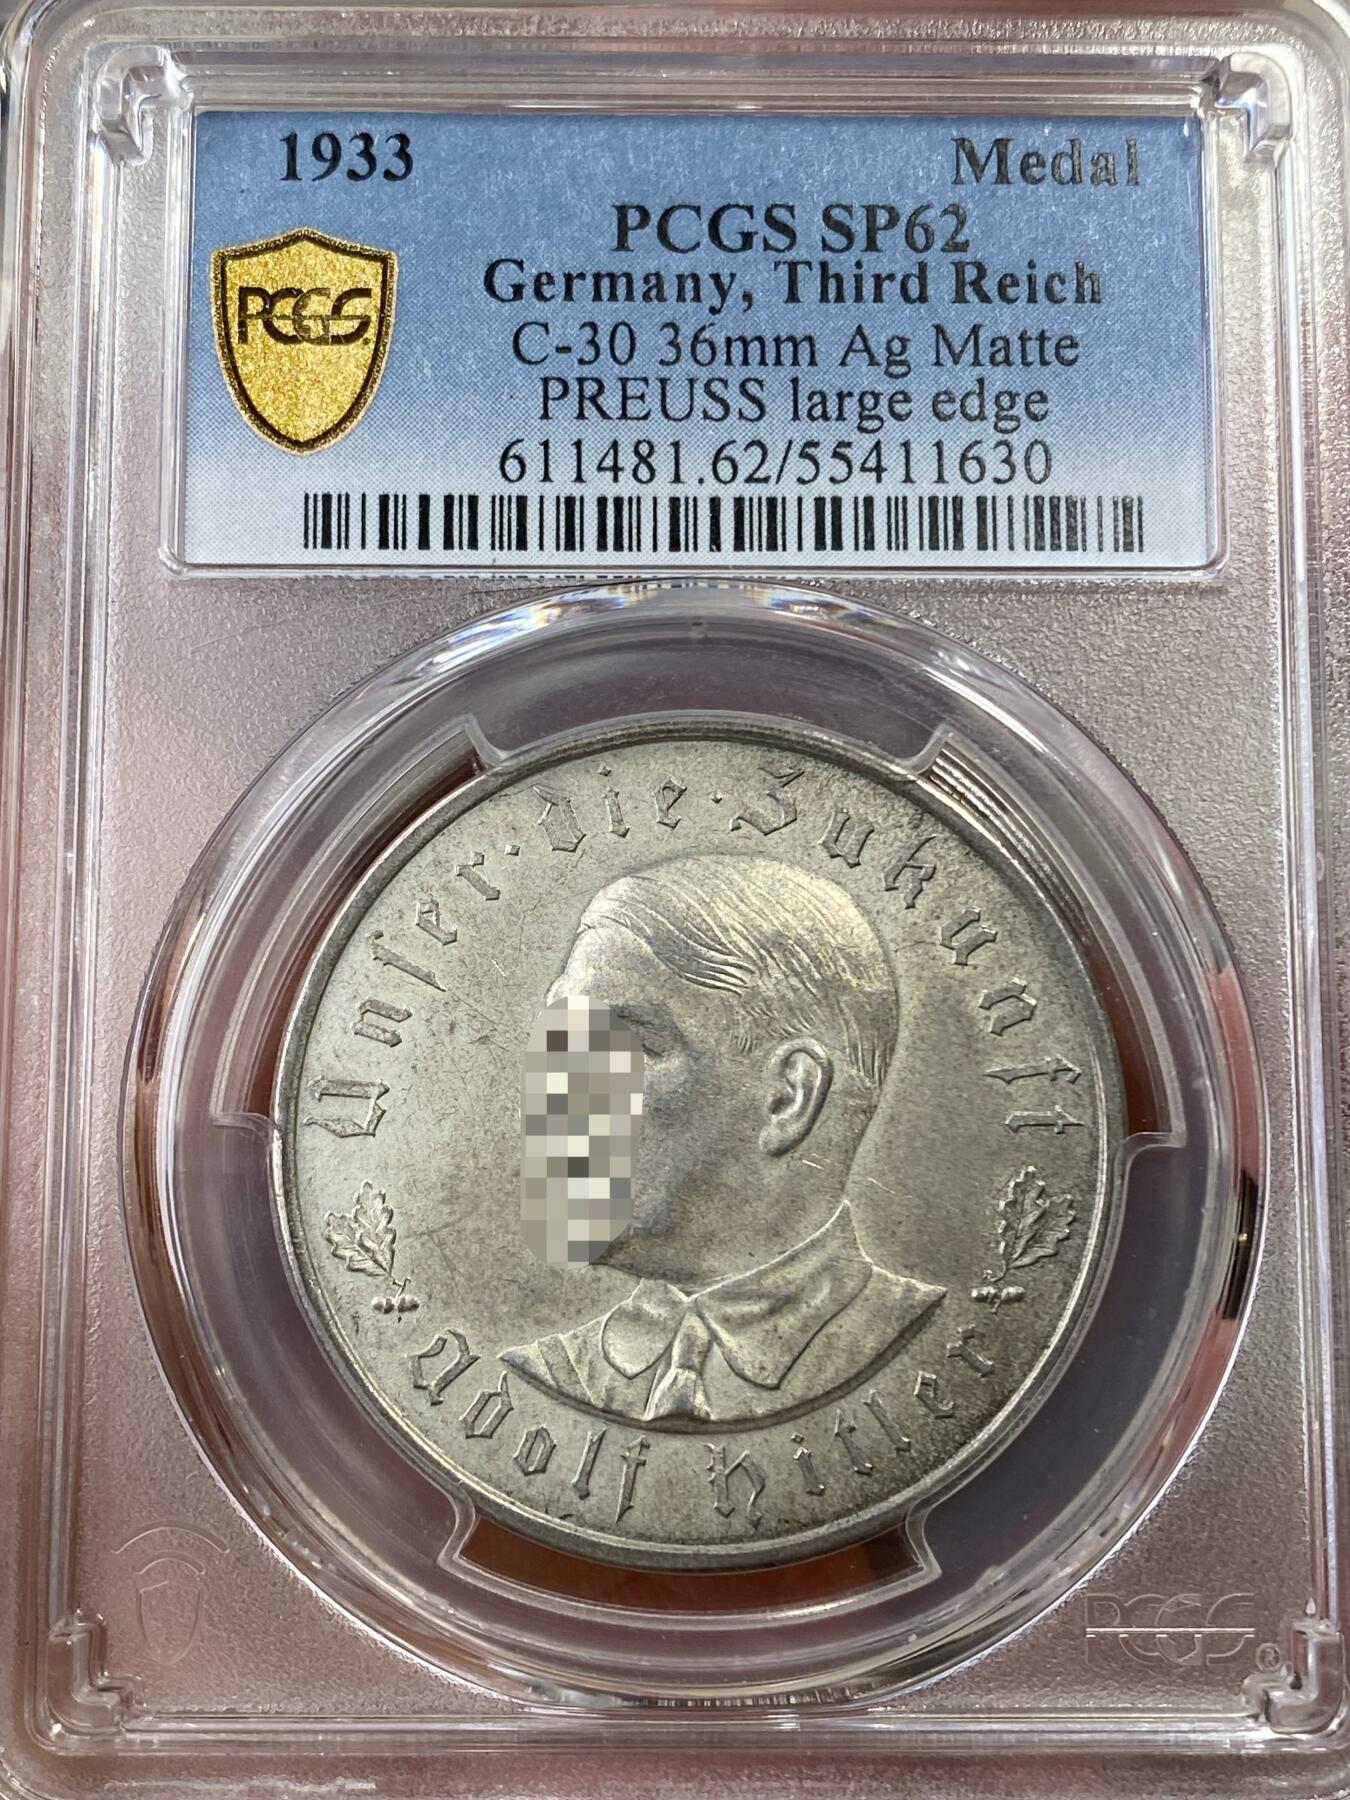 1933 Medal
PCGS SP62
Germany, Third Reich
PCGS
C-30 36mm Ag Matte
PREUSS large edge
611481.62/55411630
Unſer · die · Zukunft
Adolf Hitler
PCGS ®